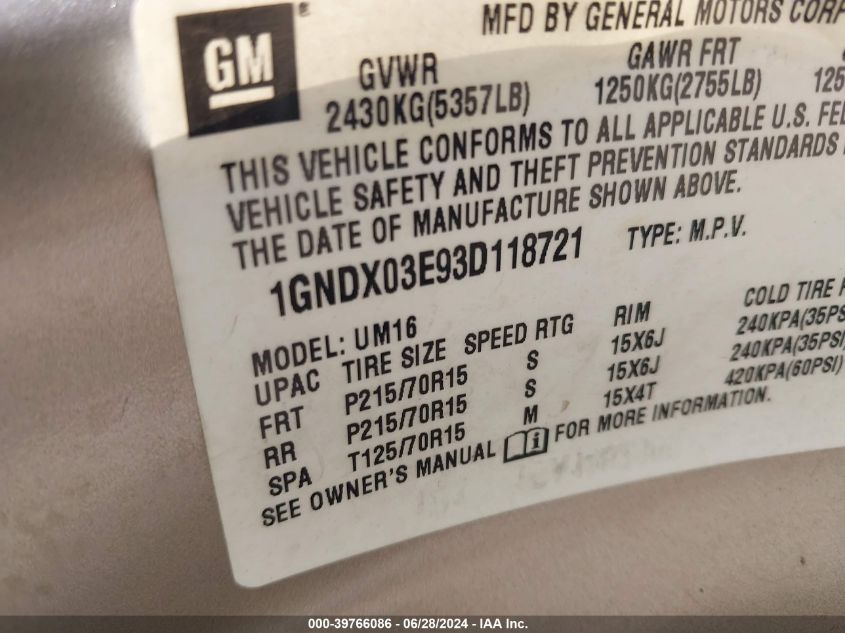 GM®
MFD BY GENERAL MOTORS CORP
GVWR GAWR FRT
2430KG(5357LB) 1250KG(2755LB) 125
THIS VEHICLE CONFORMS TO ALL APPLICABLE U.S. FED
VEHICLE SAFETY AND THEFT PREVENTION STANDARDS
THE DATE OF MANUFACTURE SHOWN ABOVE.
1GNDX03E93D118721 TYPE: M.P.V.
MODEL: UM16
UPAC TIRE SIZE SPEED RTG RIM COLD TIRE
FRT P215/70R15 S 15X6J 240KPA(35PSI
RR P215/70R15 S 15X6J 240KPA(35PSI)
SPA T125/70R15 M 15X4T 420KPA(60PSI)
SEE OWNER'S MANUAL i FOR MORE INFORMATION.
000-39766086 / 06/28/2024 - IAA Inc.